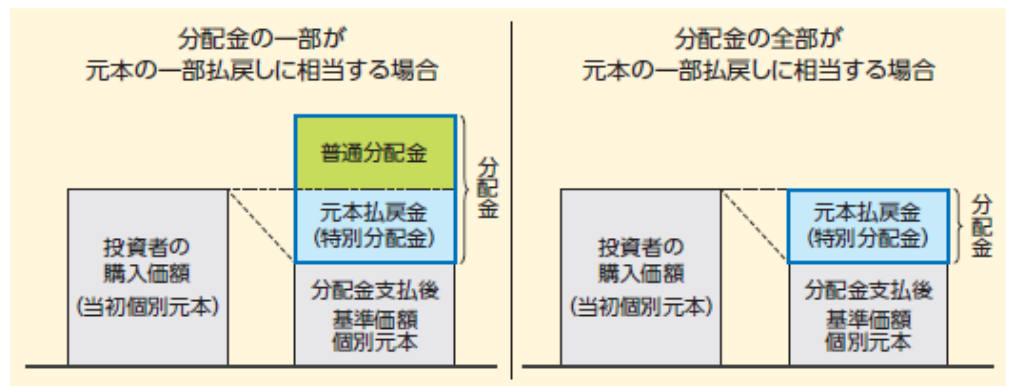 分配金の一部が
元本の一部払戻しに相当する場合
普通分配金
元本払戻金
(特別分配金)
分配金
投資者の
購入価額
(当初個別元本)
分配金支払後
基準価額
個別元本
分配金の全部が
元本の一部払戻しに相当する場合
元本払戻金
(特別分配金)
分配金
投資者の
購入価額
(当初個別元本)
分配金支払後
基準価額
個別元本